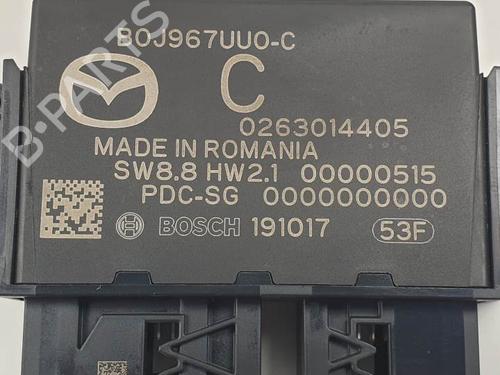 B0J967UU0-C
C
0263014405
MADE IN ROMANIA
SW8.8 HW2.1 00000515
PDC-SG 0000000000
BOSCH 191017 53F
B-PARTS